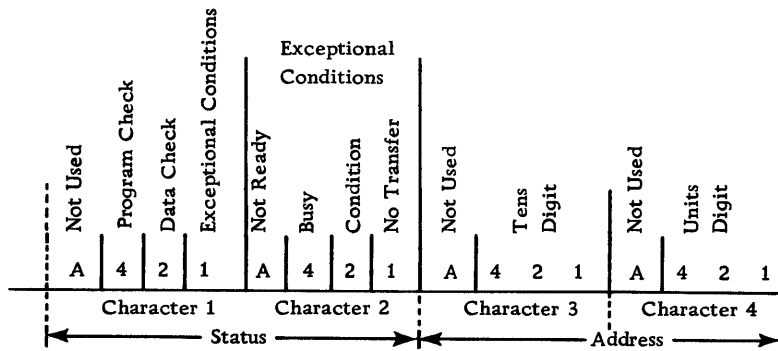 Exceptional
Conditions
Not Used
Program Check
Data Check
Exceptional Conditions
Not Ready
Busy
Condition
No Transfer
Not Used
Tens
Digit
Not Used
Units
Digit
A 4 2 1 A 4 2 1 A 4 2 1 A 4 2 1
Character 1 Character 2 Character 3 Character 4
Status Address